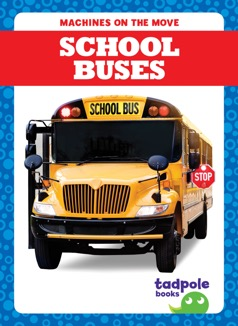 MACHINES ON THE MOVE
SCHOOL
BUSES
SCHOOL BUS
STOP
tadpole
books